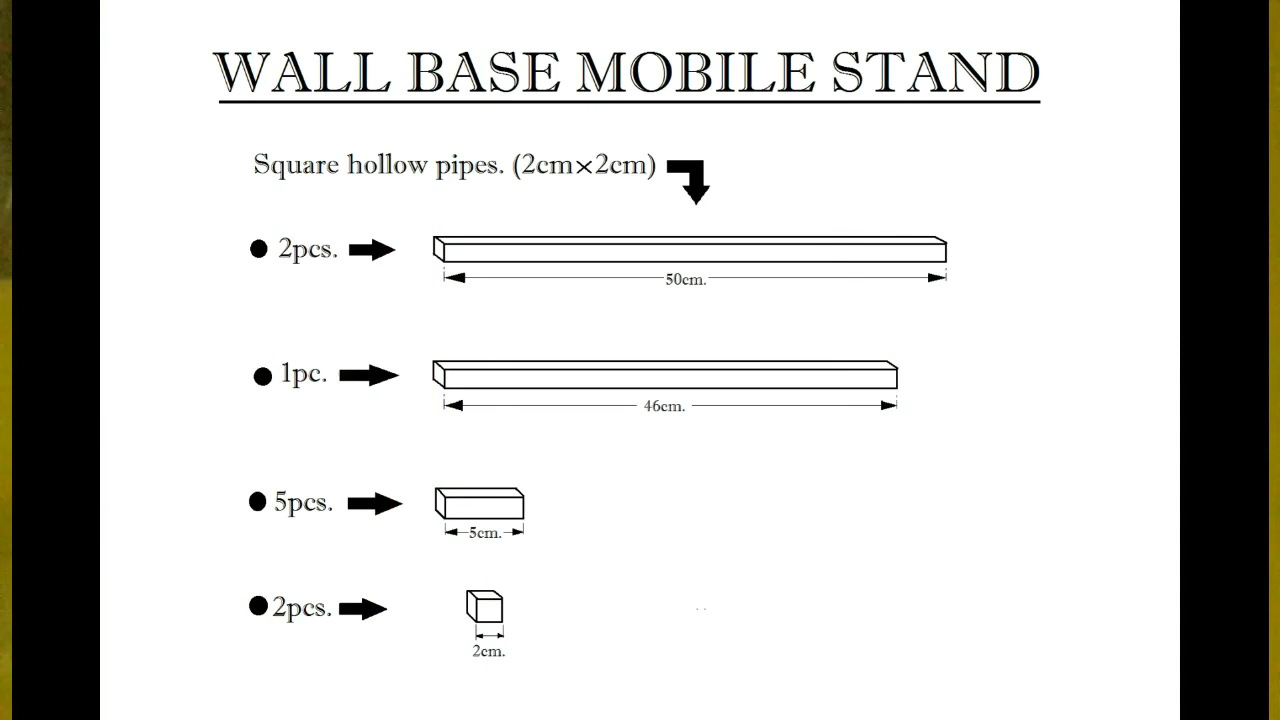 WALL BASE MOBILE STAND
Square hollow pipes. (2cm×2cm)
2pcs.
50cm.
1pc.
46cm.
5pcs.
5cm.
2pcs.
2cm.